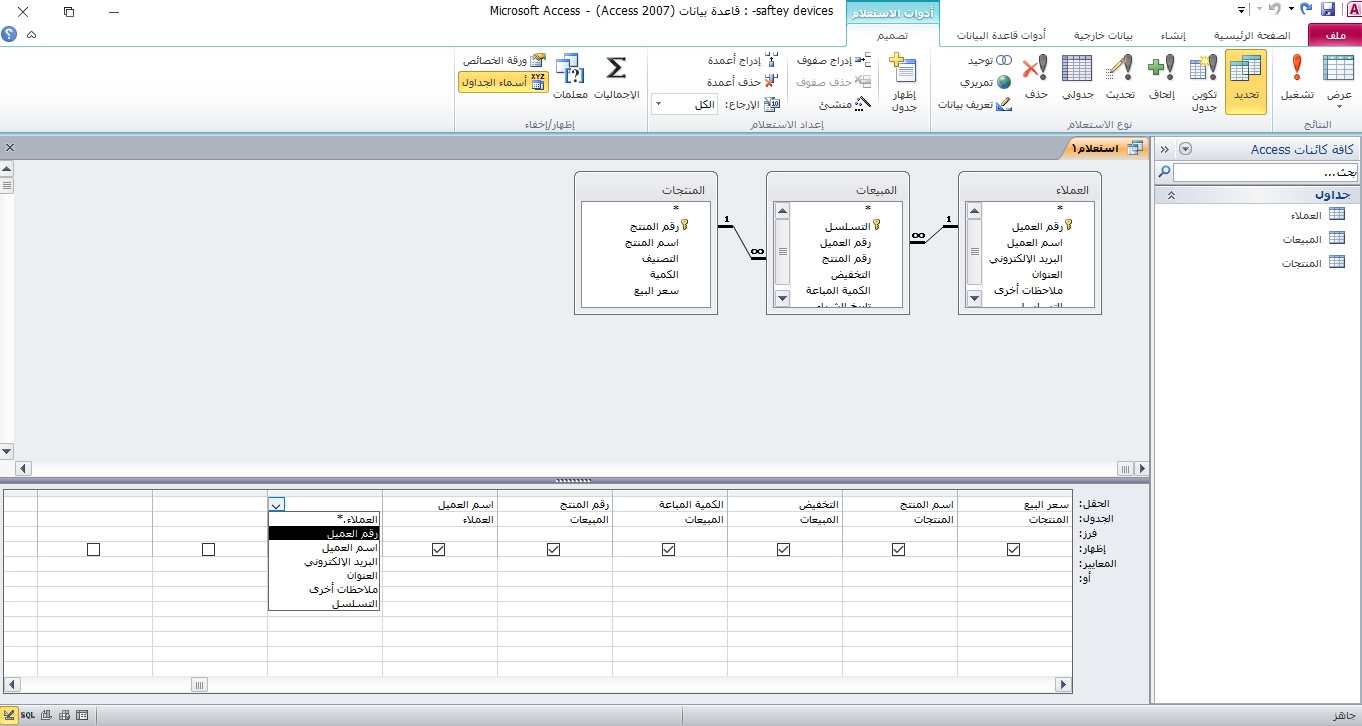 saftey devices- : قاعدة بيانات (Access 2007) - Microsoft Access
أدوات الاستعلام
ملف الصفحة الرئيسية إنشاء بيانات خارجية أدوات قاعدة البيانات تصميم
عرض
تشغيل
النتائج
تحديد
تكوين جدول
إلحاق
تحديث
جدولي
حذف
توحيد
تمريري
تعريف بيانات
نوع الاستعلام
إظهار جدول
إدراج صفوف
حذف صفوف
منشئ
إدراج أعمدة
حذف أعمدة
الإرجاع: الكل
إعداد الاستعلام
الإجماليات
معلمات
ورقة الخصائص
أسماء الجداول
إظهار/إخفاء
كافة كائنات Access
بحث...
جداول
العملاء
المبيعات
المنتجات
استعلام١
العملاء
*
رقم العميل
اسم العميل
البريد الإلكتروني
العنوان
ملاحظات أخرى
التسلسل
1
∞
المبيعات
*
التسلسل
رقم العميل
رقم المنتج
التخفيض
الكمية المباعة
تاريخ الشراء
1
∞
المنتجات
*
رقم المنتج
اسم المنتج
التصنيف
الكمية
سعر البيع
الحقل: سعر البيع اسم المنتج التخفيض الكمية المباعة رقم المنتج اسم العميل
الجدول: المنتجات المنتجات المبيعات المبيعات المبيعات العملاء
فرز:
إظهار:
المعايير:
أو:
العملاء.*
رقم العميل
اسم العميل
البريد الإلكتروني
العنوان
ملاحظات أخرى
التسلسل
جاهز
SQL